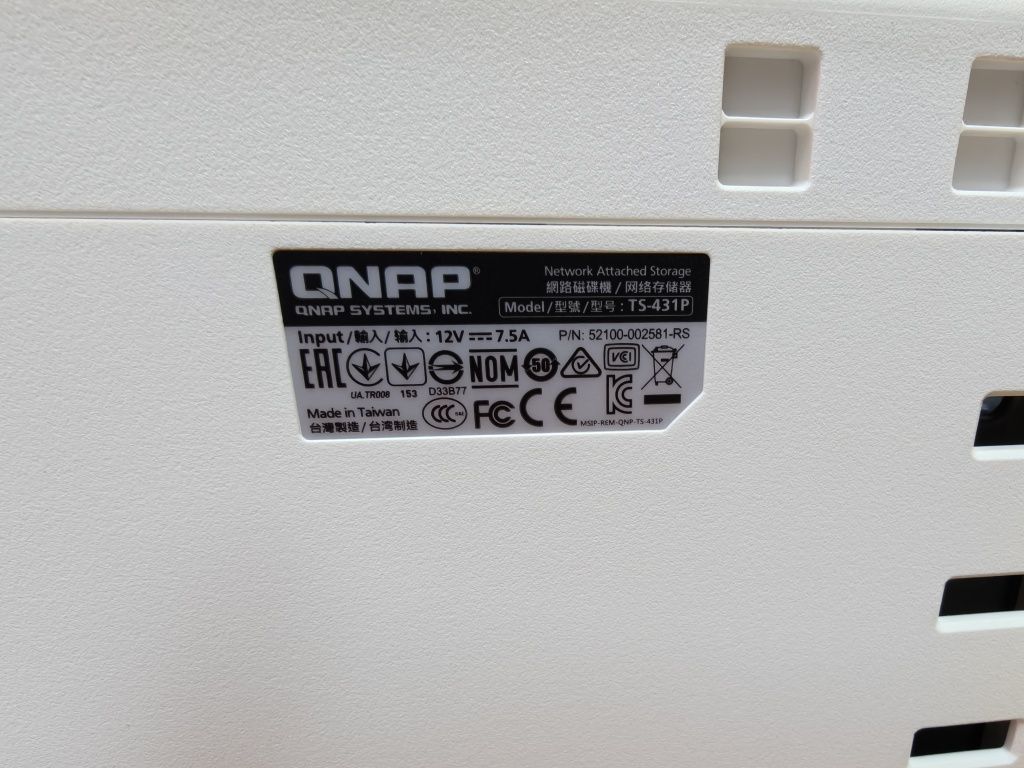 QNAP®
QNAP SYSTEMS, INC.
Network Attached Storage
網路磁碟機 / 网络存储器
Model/型號/型号 : TS-431P
Input/輸入/输入 : 12V ⎓ 7.5A
P/N: 52100-002581-RS
EAC
UA.TR008
153
D33B77
NOM
50
VCI
Made in Taiwan
台灣製造/台湾制造
CCC
FC CE
MSIP-REM-QNP-TS-431P